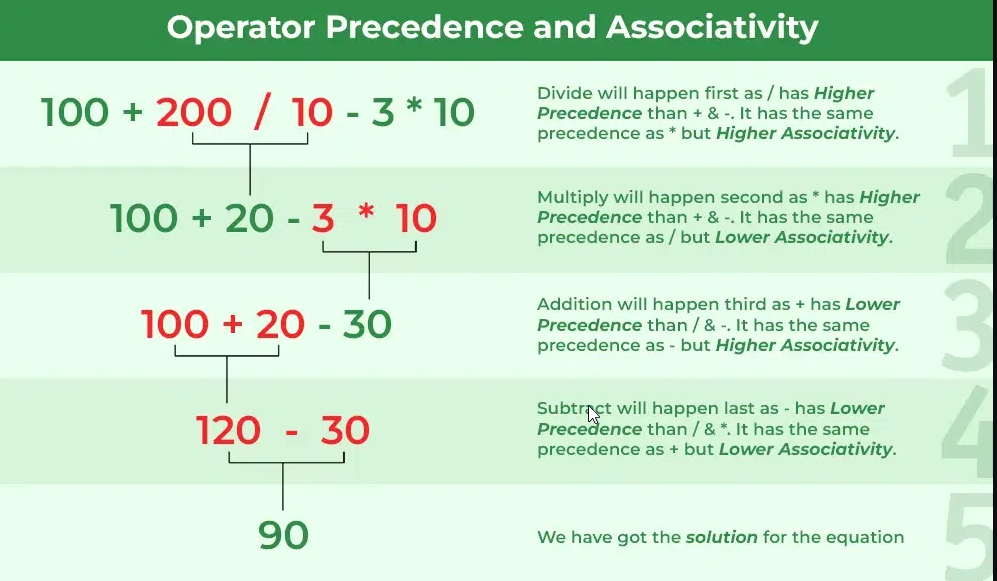 Operator Precedence and Associativity
100 + 200 / 10 - 3 * 10
Divide will happen first as / has Higher
Precedence than + & -. It has the same
precedence as * but Higher Associativity.
1
100 + 20 - 3 * 10
Multiply will happen second as * has Higher
Precedence than + & -. It has the same
precedence as / but Lower Associativity.
2
100 + 20 - 30
Addition will happen third as + has Lower
Precedence than / & -. It has the same
precedence as - but Higher Associativity.
3
120 - 30
Subtract will happen last as - has Lower
Precedence than / & *. It has the same
precedence as + but Lower Associativity.
4
90
We have got the solution for the equation
5